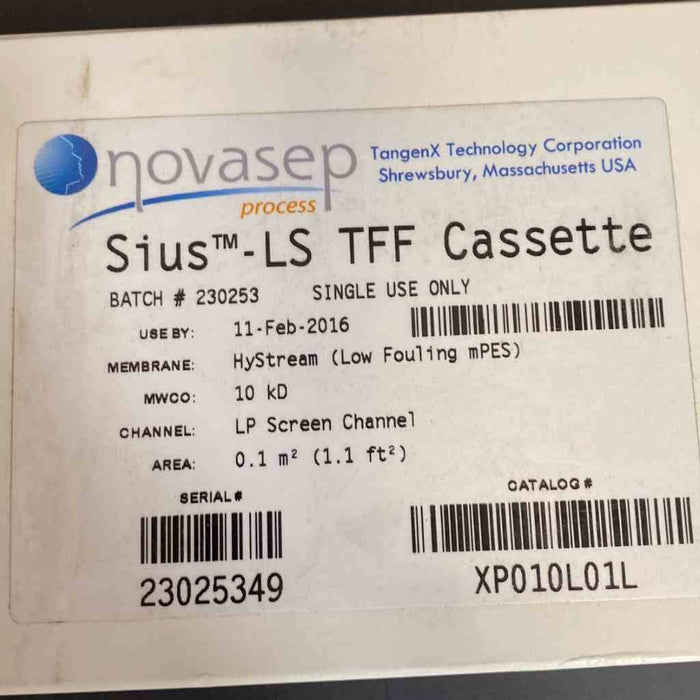 novasep
process
TangenX Technology Corporation
Shrewsbury, Massachusetts USA
Sius™-LS TFF Cassette
BATCH # 230253 SINGLE USE ONLY
USE BY: 11-Feb-2016
MEMBRANE: HyStream (Low Fouling mPES)
MWCO: 10 kD
CHANNEL: LP Screen Channel
AREA: 0.1 m² (1.1 ft²)
SERIAL# CATALOG#
23025349 XP010L01L